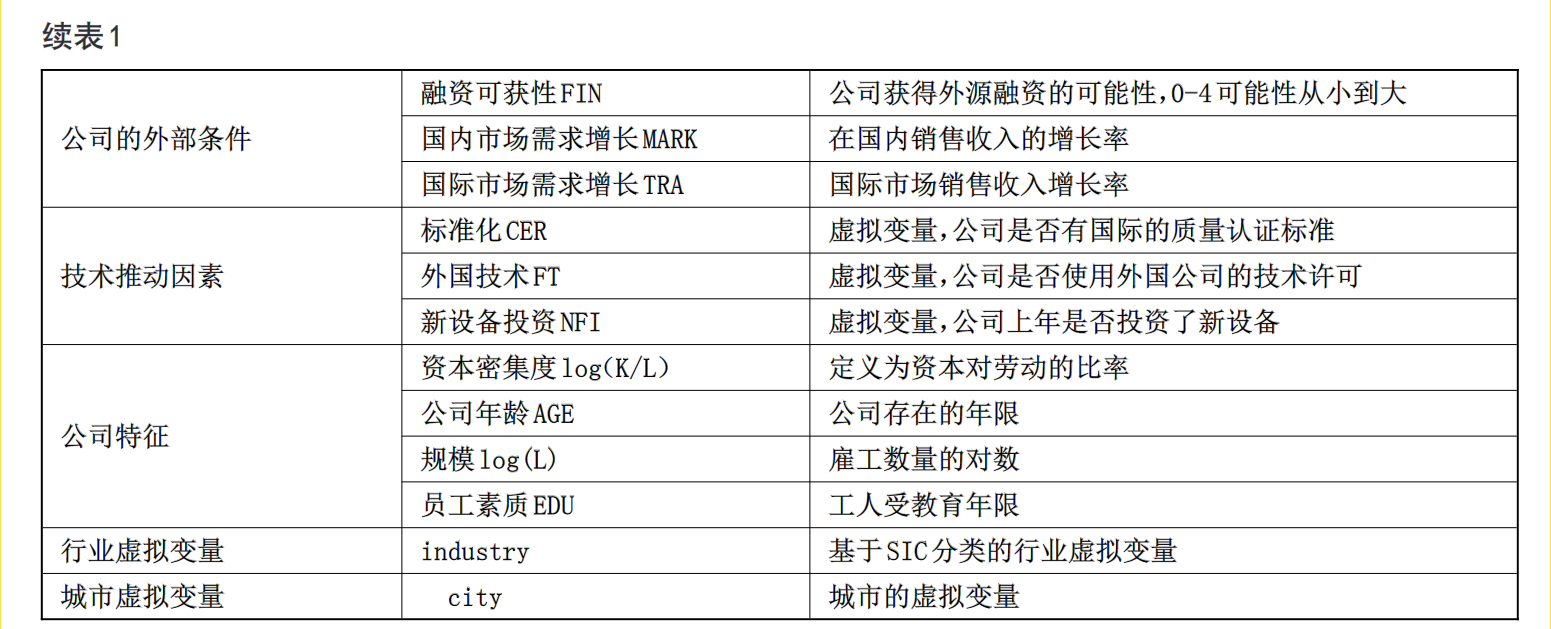 续表1
公司的外部条件
融资可获性FIN
公司获得外源融资的可能性,0-4可能性从小到大
国内市场需求增长MARK
在国内销售收入的增长率
国际市场需求增长TRA
国际市场销售收入增长率
技术推动因素
标准化CER
虚拟变量,公司是否有国际的质量认证标准
外国技术FT
虚拟变量,公司是否使用外国公司的技术许可
新设备投资NFI
虚拟变量,公司上年是否投资了新设备
公司特征
资本密集度log(K/L)
定义为资本对劳动的比率
公司年龄AGE
公司存在的年限
规模log(L)
雇工数量的对数
员工素质EDU
工人受教育年限
行业虚拟变量
industry
基于SIC分类的行业虚拟变量
城市虚拟变量
city
城市的虚拟变量